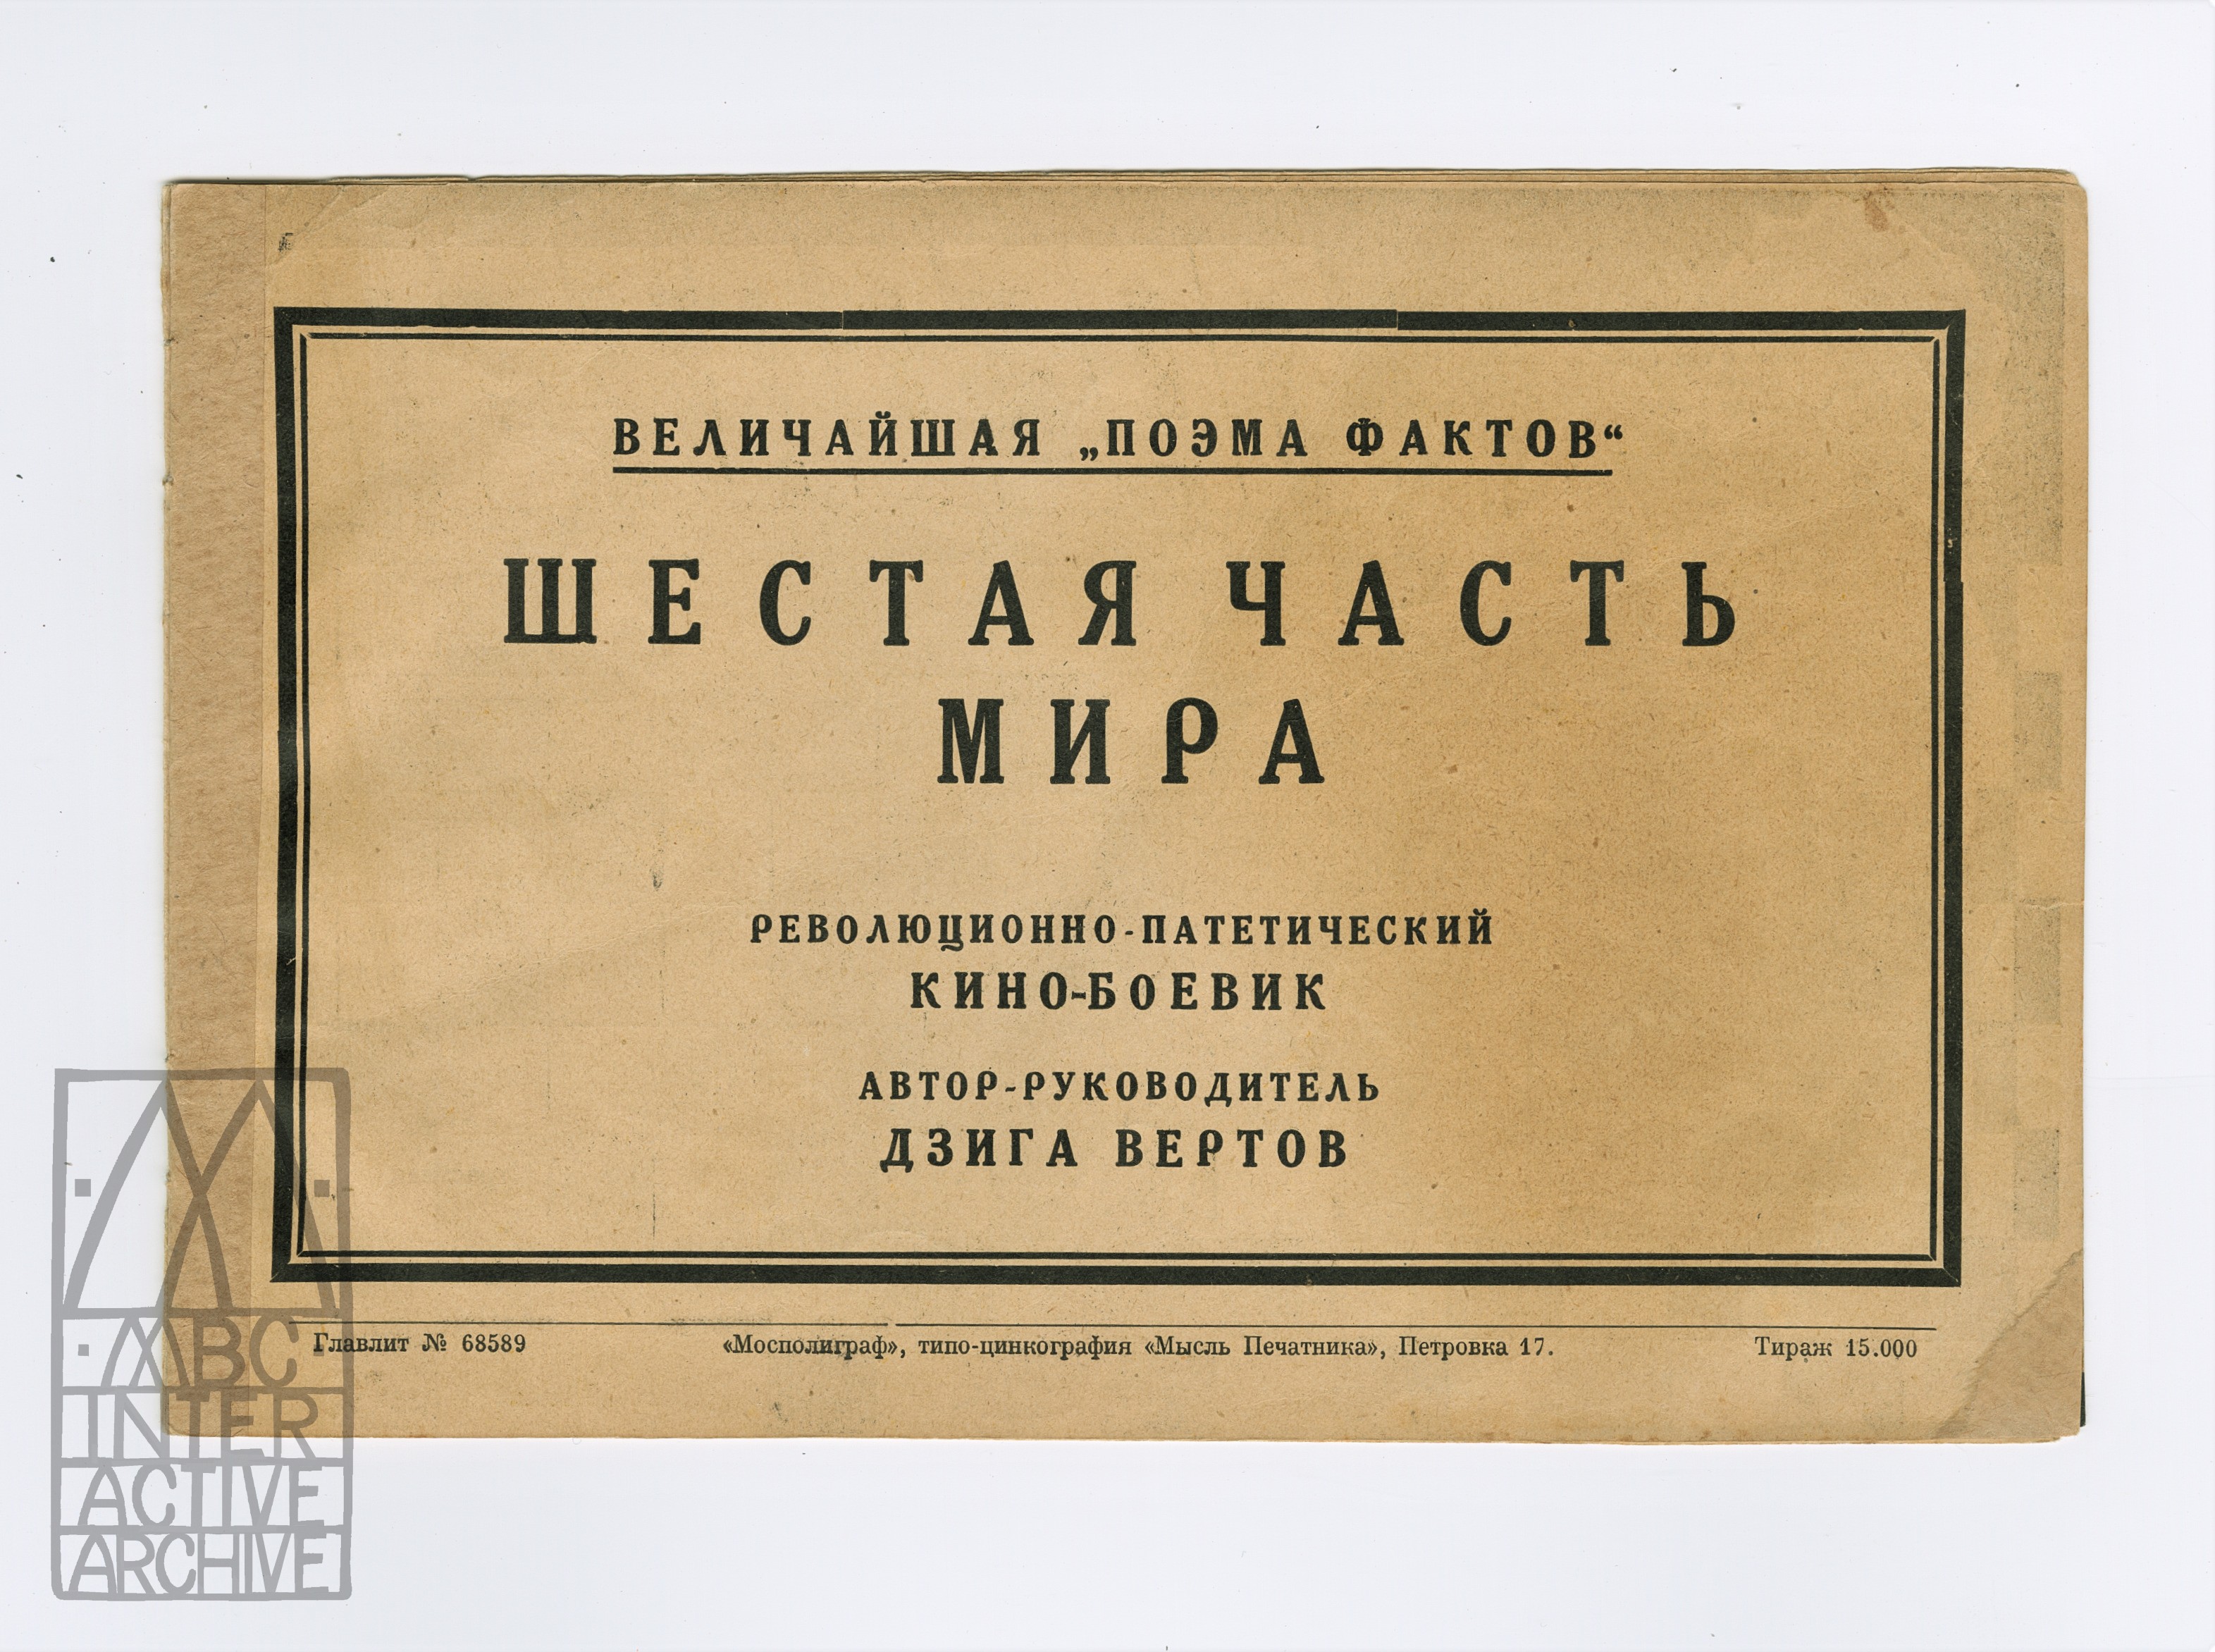 ВЕЛИЧАЙШАЯ „ПОЭМА ФАКТОВ“
ШЕСТАЯ ЧАСТЬ
МИРА
РЕВОЛЮЦИОННО-ПАТЕТИЧЕСКИЙ
КИНО-БОЕВИК
АВТОР-РУКОВОДИТЕЛЬ
ДЗИГА ВЕРТОВ
Главлит № 68589 «Мосполиграф», типо-цинкография «Мысль Печатника», Петровка 17. Тираж 15.000
ABC
INTER
ACTIVE
ARCHIVE